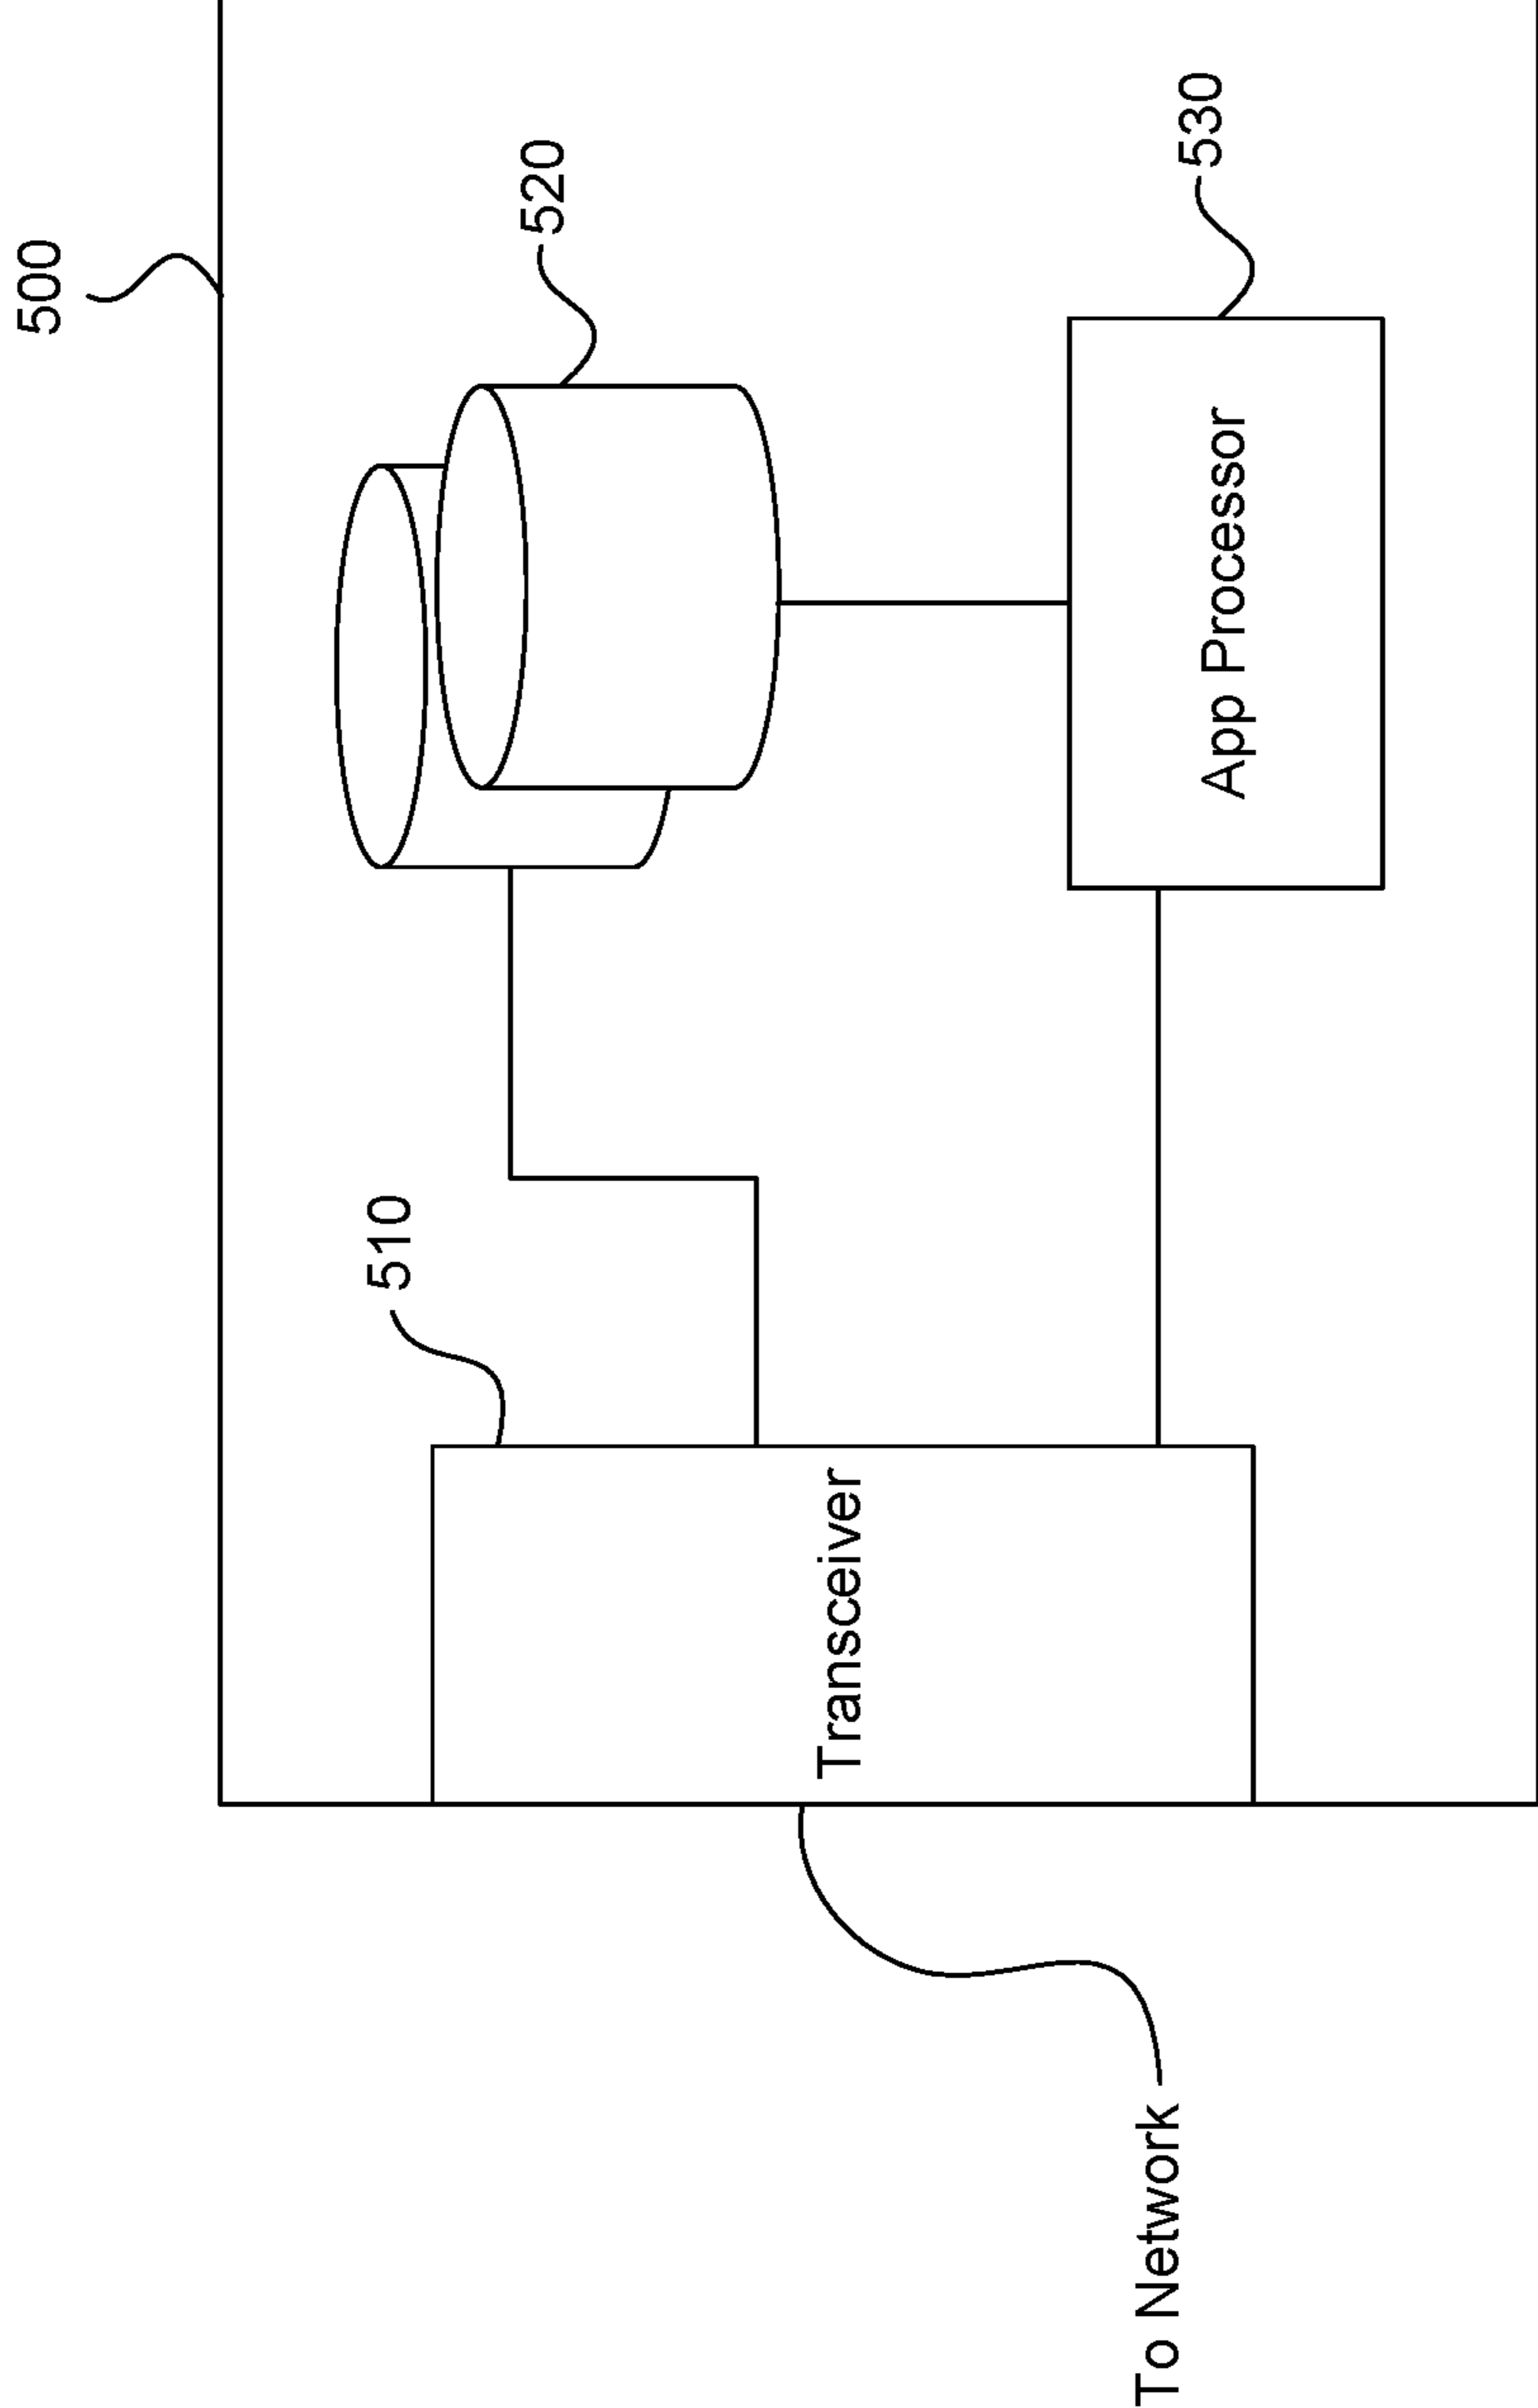 500
520
510
530
Transceiver
App Processor
To Network